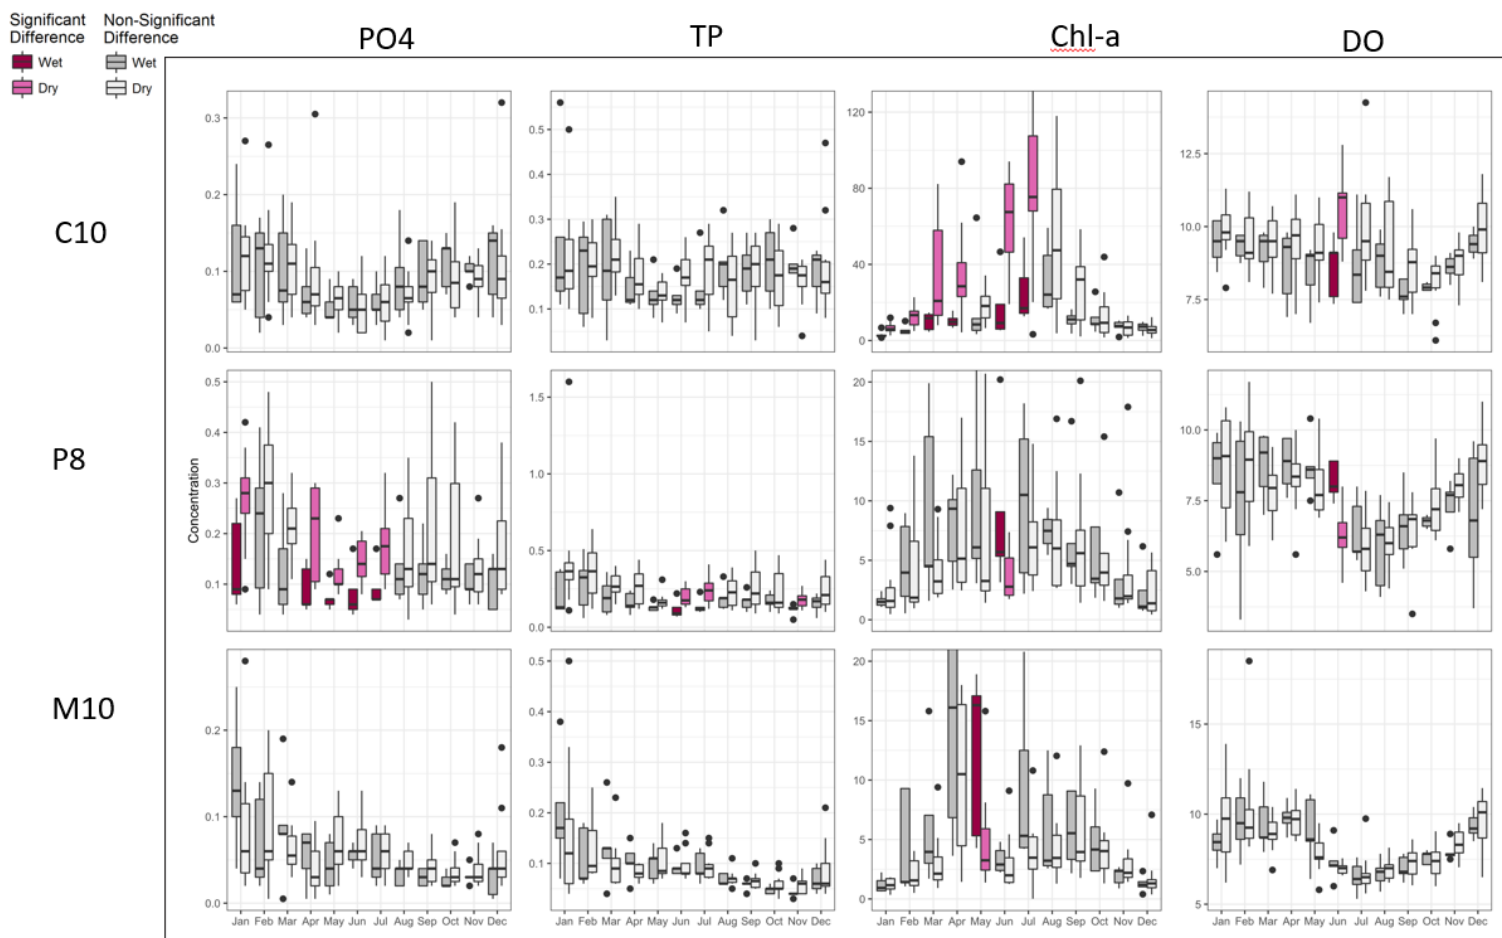 Significant Difference
Non-Significant Difference
Wet
Wet
Dry
Dry
PO4
TP
Chl-a
DO
C10
0.3
0.2
0.1
0.0
0.5
0.4
0.3
0.2
0.1
120
80
40
0
12.5
10.0
7.5
P8
Concentration
0.5
0.4
0.3
0.2
0.1
1.5
1.0
0.5
0.0
20
15
10
5
0
10.0
7.5
5.0
M10
0.2
0.1
0.0
0.5
0.4
0.3
0.2
0.1
20
15
10
5
0
15
10
5
Jan Feb Mar Apr May Jun Jul Aug Sep Oct Nov Dec
Jan Feb Mar Apr May Jun Jul Aug Sep Oct Nov Dec
Jan Feb Mar Apr May Jun Jul Aug Sep Oct Nov Dec
Jan Feb Mar Apr May Jun Jul Aug Sep Oct Nov Dec